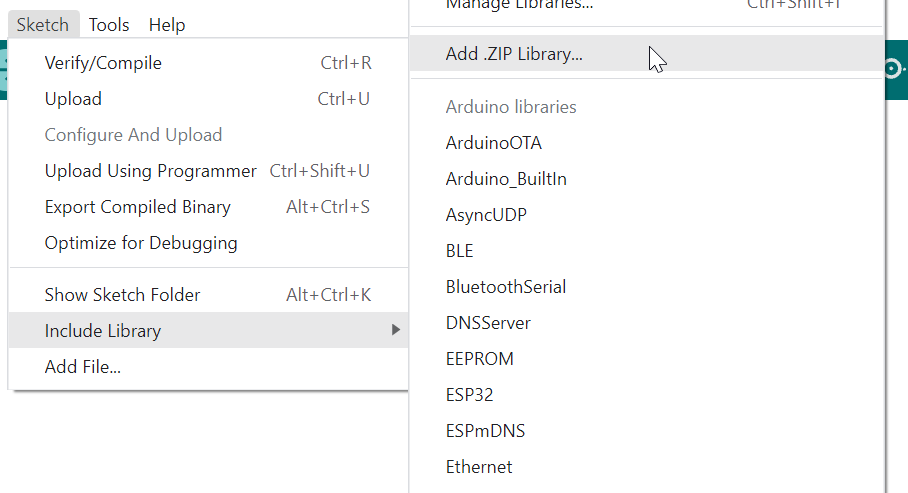 Sketch Tools Help
Verify/Compile Ctrl+R
Upload Ctrl+U
Configure And Upload
Upload Using Programmer Ctrl+Shift+U
Export Compiled Binary Alt+Ctrl+S
Optimize for Debugging
Show Sketch Folder Alt+Ctrl+K
Include Library
Add File...
Manage Libraries... Ctrl+Shift+I
Add .ZIP Library...
Arduino libraries
ArduinoOTA
Arduino_BuiltIn
AsyncUDP
BLE
BluetoothSerial
DNSServer
EEPROM
ESP32
ESPmDNS
Ethernet